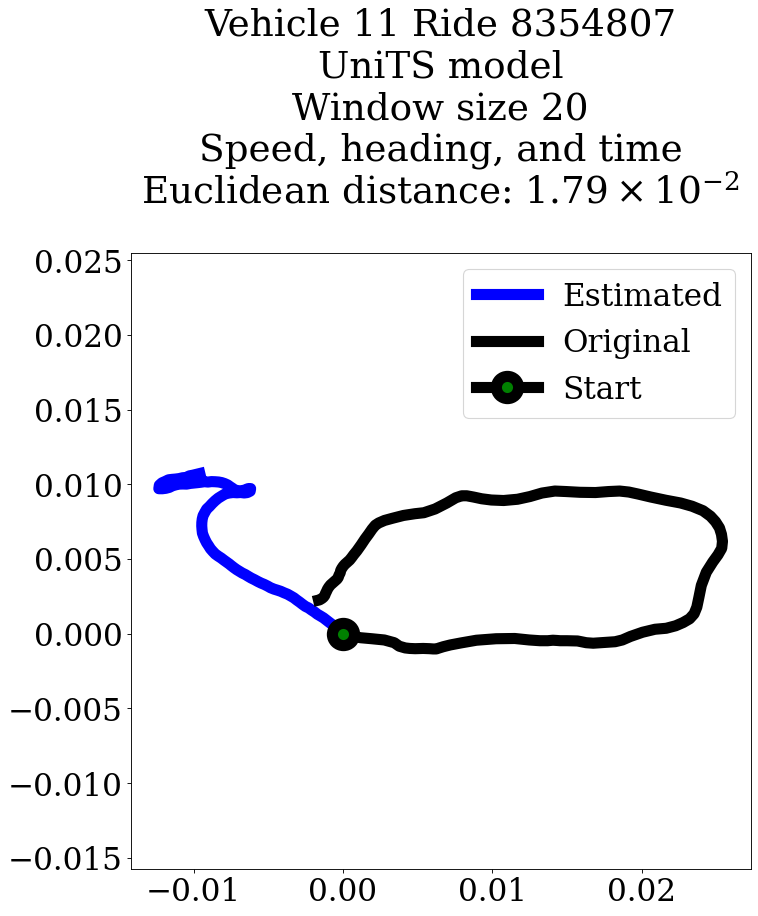 Vehicle 11 Ride 8354807
UniTS model
Window size 20
Speed, heading, and time
Euclidean distance: 1.79 × 10⁻²
Estimated
Original
Start
0.025
0.020
0.015
0.010
0.005
0.000
−0.005
−0.010
−0.015
−0.01 0.00 0.01 0.02